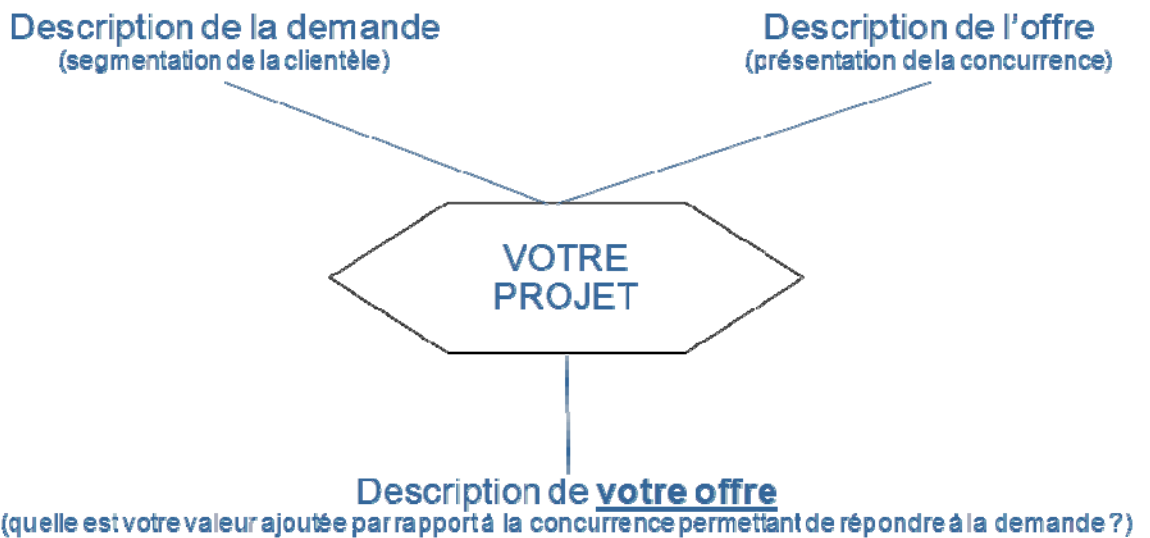 Description de la demande
(segmentation de la clientèle)
Description de l'offre
(présentation de la concurrence)
VOTRE
PROJET
Description de votre offre
(quelle est votre valeur ajoutée par rapport à la concurrence permettant de répondre à la demande ?)